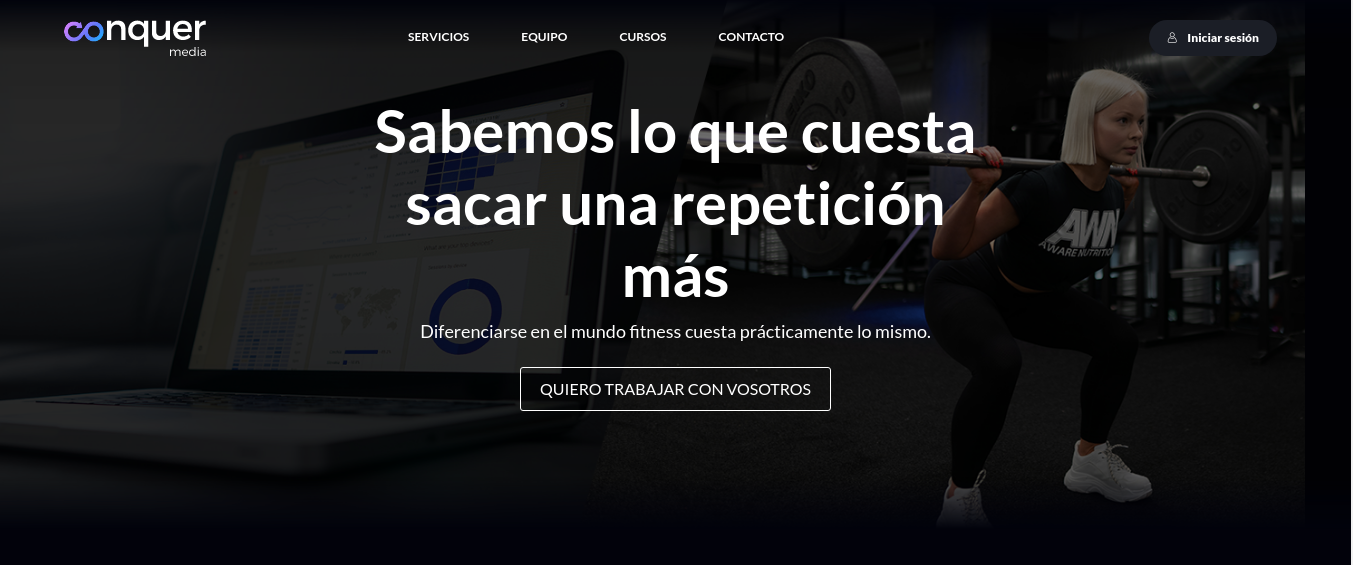 conquer
media
SERVICIOS
EQUIPO
CURSOS
CONTACTO
Iniciar sesión
Sabemos lo que cuesta
sacar una repetición
más
Diferenciarse en el mundo fitness cuesta prácticamente lo mismo.
QUIERO TRABAJAR CON VOSOTROS
AWN
AWARE NUTRITION